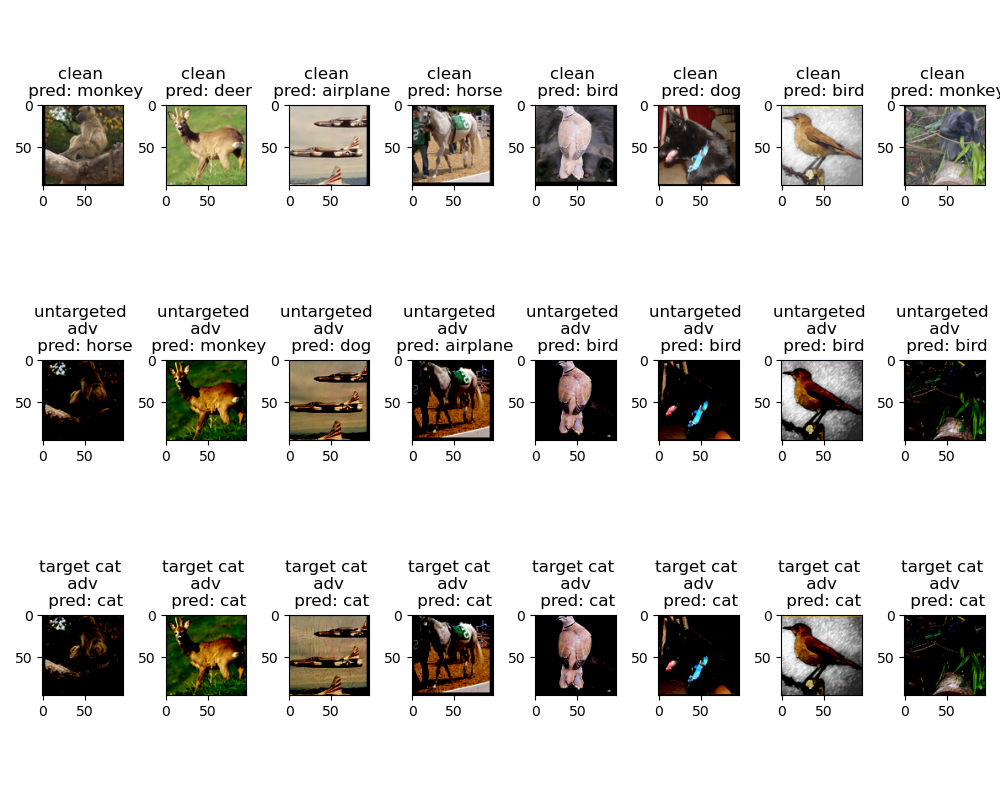 clean
pred: monkey
clean
pred: deer
clean
pred: airplane
clean
pred: horse
clean
pred: bird
clean
pred: dog
clean
pred: bird
clean
pred: monkey
0
50
0
50
0
50
0
50
0
50
0
50
0
50
0
50
0 50
0 50
0 50
0 50
0 50
0 50
0 50
0 50
untargeted
adv
pred: horse
untargeted
adv
pred: monkey
untargeted
adv
pred: dog
untargeted
adv
pred: airplane
untargeted
adv
pred: bird
untargeted
adv
pred: bird
untargeted
adv
pred: bird
untargeted
adv
pred: bird
0
50
0
50
0
50
0
50
0
50
0
50
0
50
0
50
0 50
0 50
0 50
0 50
0 50
0 50
0 50
0 50
target cat
adv
pred: cat
target cat
adv
pred: cat
target cat
adv
pred: cat
target cat
adv
pred: cat
target cat
adv
pred: cat
target cat
adv
pred: cat
target cat
adv
pred: cat
target cat
adv
pred: cat
0
50
0
50
0
50
0
50
0
50
0
50
0
50
0
50
0 50
0 50
0 50
0 50
0 50
0 50
0 50
0 50